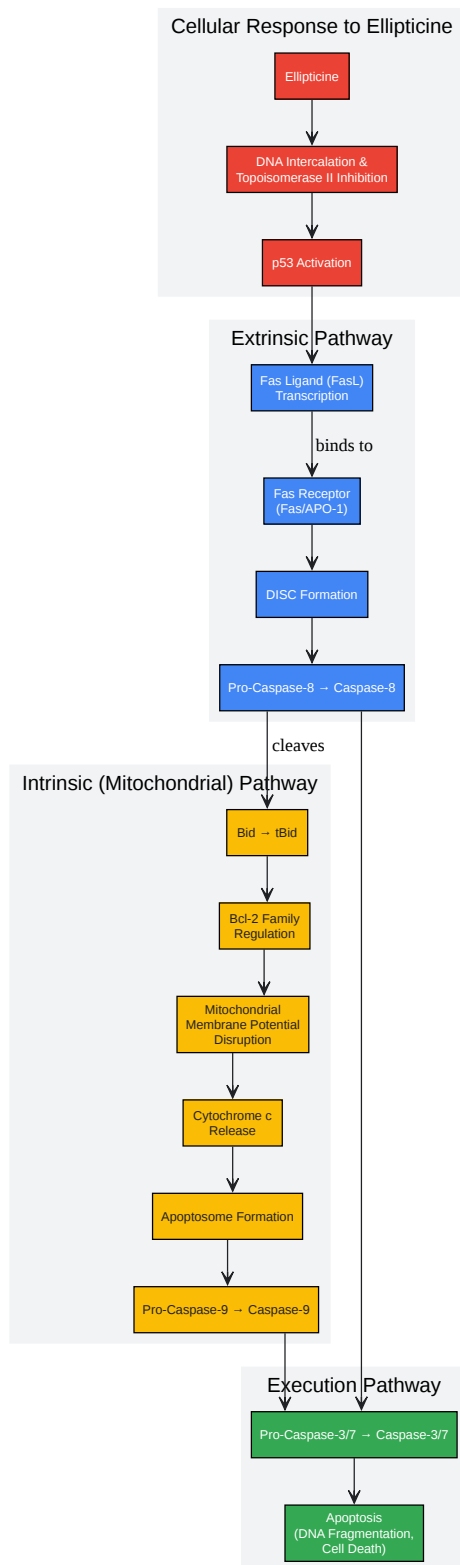 Cellular Response to Ellipticine
Ellipticine
DNA Intercalation &
Topoisomerase II Inhibition
p53 Activation
Extrinsic Pathway
Fas Ligand (FasL)
Transcription
binds to
Fas Receptor
(Fas/APO-1)
DISC Formation
Pro-Caspase-8 → Caspase-8
cleaves
Intrinsic (Mitochondrial) Pathway
Bid → tBid
Bcl-2 Family
Regulation
Mitochondrial
Membrane Potential
Disruption
Cytochrome c
Release
Apoptosome Formation
Pro-Caspase-9 → Caspase-9
Execution Pathway
Pro-Caspase-3/7 → Caspase-3/7
Apoptosis
(DNA Fragmentation,
Cell Death)